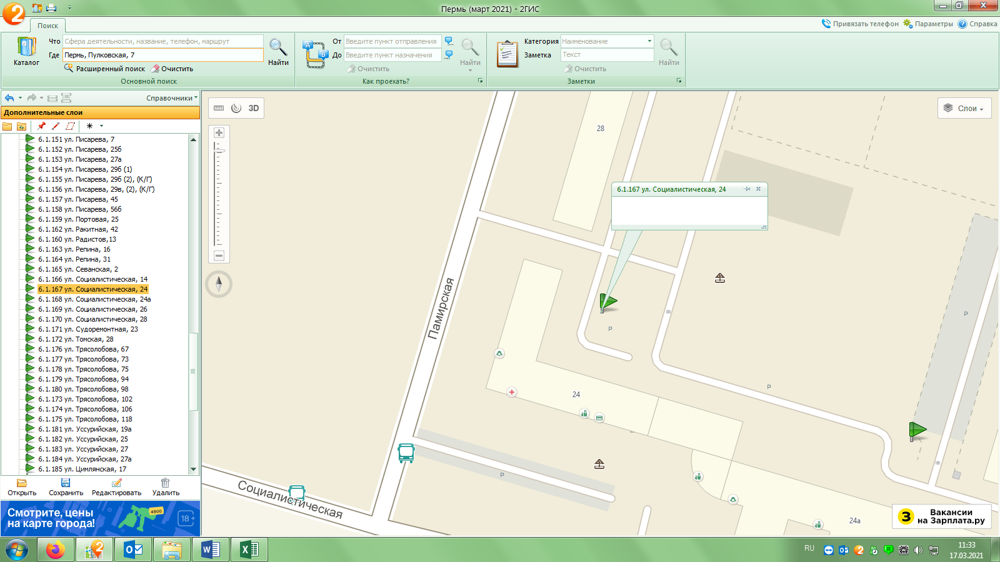 Пермь (март 2021) - 2ГИС
Поиск
Привязать телефон
Параметры
Справка
Каталог
Что
Сфера деятельности, название, телефон, маршрут
Где
Пермь, Пулковская, 7
Расширенный поиск
Очистить
Найти
Основной поиск
От
Введите пункт отправления
До
Введите пункт назначения
Очистить
Найти
Как проехать?
Категория
Наименование
Заметка
Текст
Очистить
Найти
Заметки
Справочники
Дополнительные слои
6.1.151 ул. Писарева, 7
6.1.152 ул. Писарева, 25б
6.1.153 ул. Писарева, 27а
6.1.154 ул. Писарева, 29б (1)
6.1.155 ул. Писарева, 29б (2), (К/Г)
6.1.156 ул. Писарева, 29в, (2), (К/Г)
6.1.157 ул. Писарева, 45
6.1.158 ул. Писарева, 56б
6.1.159 ул. Портовая, 25
6.1.162 ул. Ракитная, 42
6.1.160 ул. Радистов,13
6.1.163 ул. Репина, 16
6.1.164 ул. Репина, 31
6.1.165 ул. Севанская, 2
6.1.166 ул. Социалистическая, 14
6.1.167 ул. Социалистическая, 24
6.1.168 ул. Социалистическая, 24а
6.1.169 ул. Социалистическая, 26
6.1.170 ул. Социалистическая, 28
6.1.171 ул. Судоремонтная, 23
6.1.172 ул. Томская, 28
6.1.176 ул. Трясолобова, 67
6.1.177 ул. Трясолобова, 73
6.1.178 ул. Трясолобова, 75
6.1.179 ул. Трясолобова, 94
6.1.180 ул. Трясолобова, 98
6.1.173 ул. Трясолобова, 102
6.1.174 ул. Трясолобова, 106
6.1.175 ул. Трясолобова, 118
6.1.181 ул. Уссурийская, 19а
6.1.182 ул. Уссурийская, 25
6.1.183 ул. Уссурийская, 27
6.1.184 ул. Уссурийская, 27а
6.1.185 ул. Цимлянская, 17
Открыть
Сохранить
Редактировать
Удалить
Смотрите, цены
на карте города!
4900
18+
3D
Слои
28
6.1.167 ул. Социалистическая, 24
Памирская
P
P
P
24
P
Социалистическая
24а
З
Вакансии
на Зарплата.ру
RU
11:33
17.03.2021